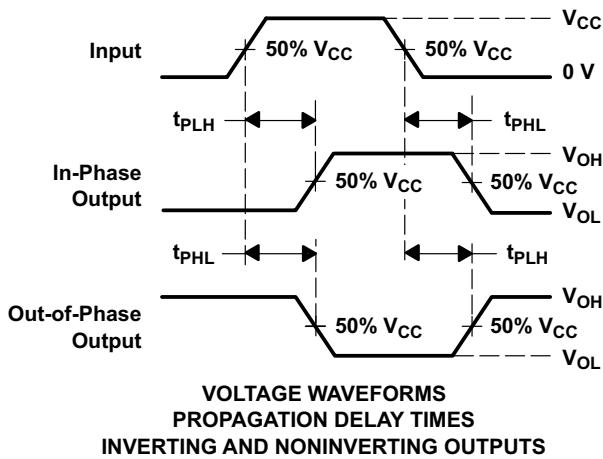 V_CC
Input
50% V_CC
50% V_CC
0 V
t_PLH
t_PHL
In-Phase
Output
V_OH
50% V_CC
50% V_CC
V_OL
t_PHL
t_PLH
Out-of-Phase
Output
V_OH
50% V_CC
50% V_CC
V_OL
VOLTAGE WAVEFORMS
PROPAGATION DELAY TIMES
INVERTING AND NONINVERTING OUTPUTS